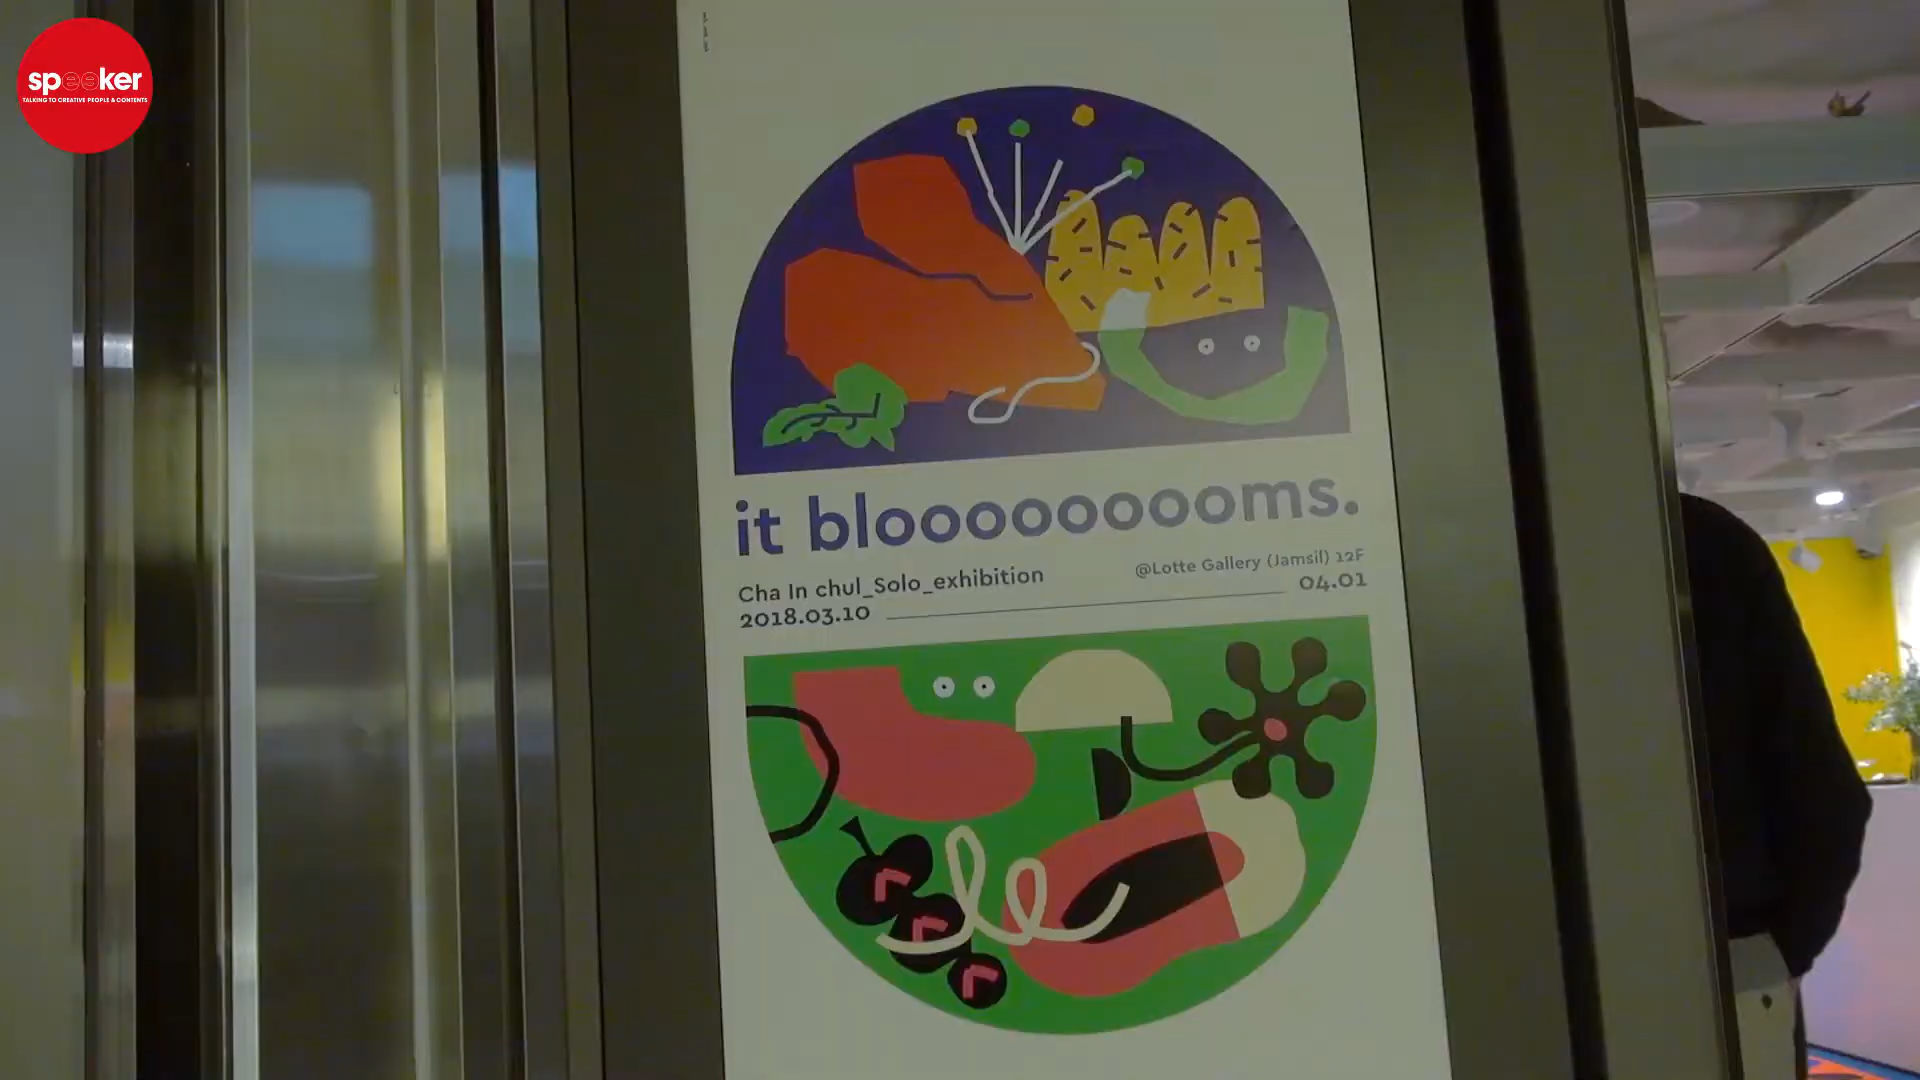 speeker
TALKING TO CREATIVE PEOPLE & CONTENTS
it blooooooooooms.
Cha In chul_Solo_exhibition
@Lotte Gallery (Jamsil) 12F
2018.03.10
04.01